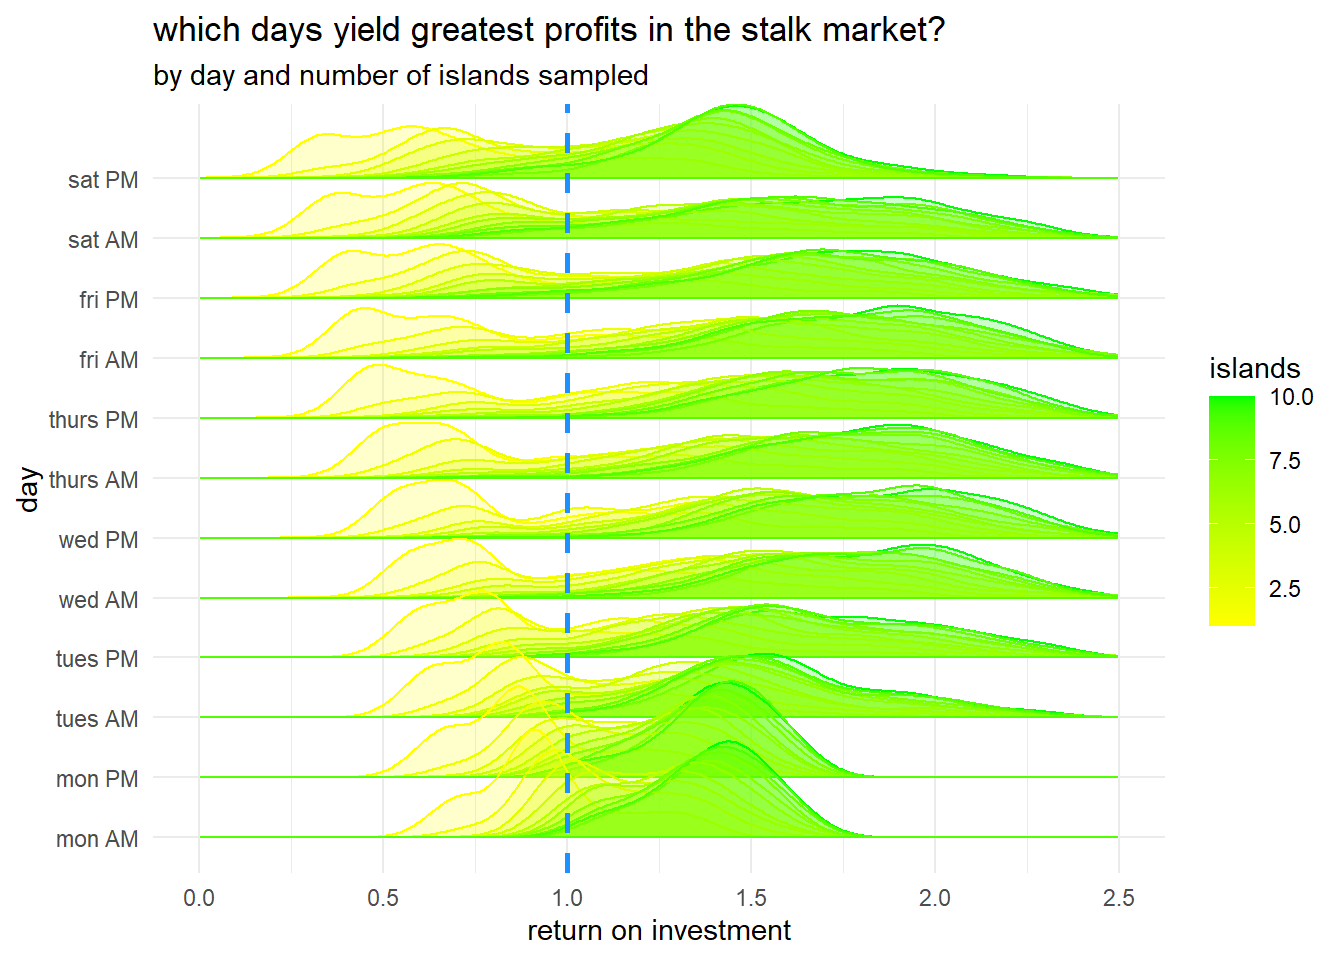 which days yield greatest profits in the stalk market?
by day and number of islands sampled
sat PM
sat AM
fri PM
fri AM
thurs PM
thurs AM
wed PM
wed AM
tues PM
tues AM
mon PM
mon AM
day
0.0
0.5
1.0
1.5
2.0
2.5
return on investment
islands
10.0
7.5
5.0
2.5